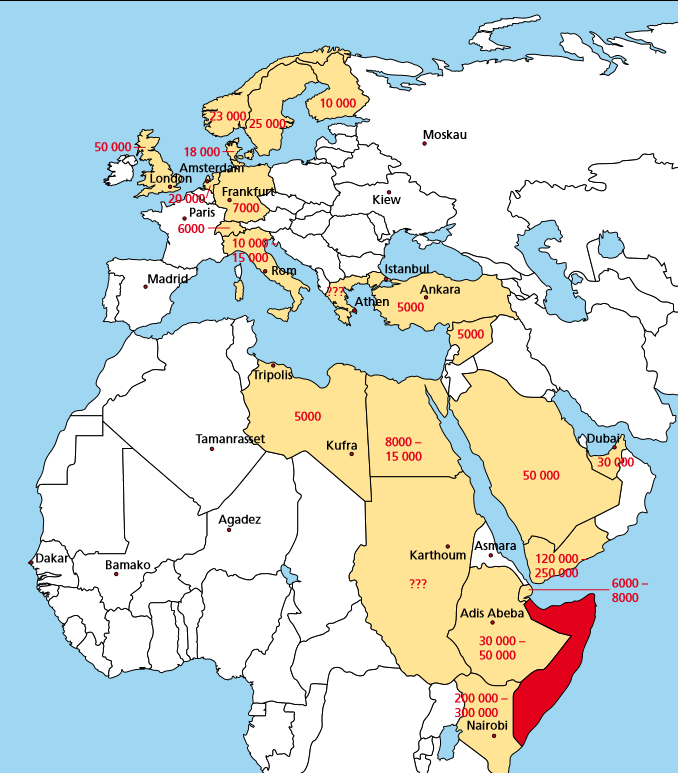 10 000
23 000
25 000
Moskau
50 000
18 000
Amsterdam
London
Frankfurt
20 000
7000
Kiew
Paris
6000
10 000 -
15 000
Rom
Istanbul
Madrid
???
Ankara
Athen
5000
5000
Tripolis
5000
Tamanrasset
Kufra
8000 –
15 000
Dubai
30 000
50 000
Agadez
Karthoum
Asmara
Dakar
Bamako
120 000
250 000
???
6000 –
8000
Adis Abeba
30 000 –
50 000
200 000 –
300 000
Nairobi